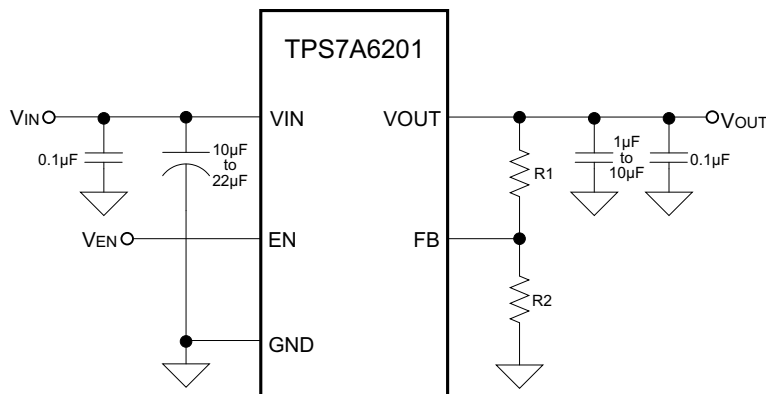 TPS7A6201
VIN
VIN
VOUT
VOUT
0.1µF
10µF
to
22µF
R1
1µF
to
10µF
0.1µF
VEN
EN
FB
R2
GND